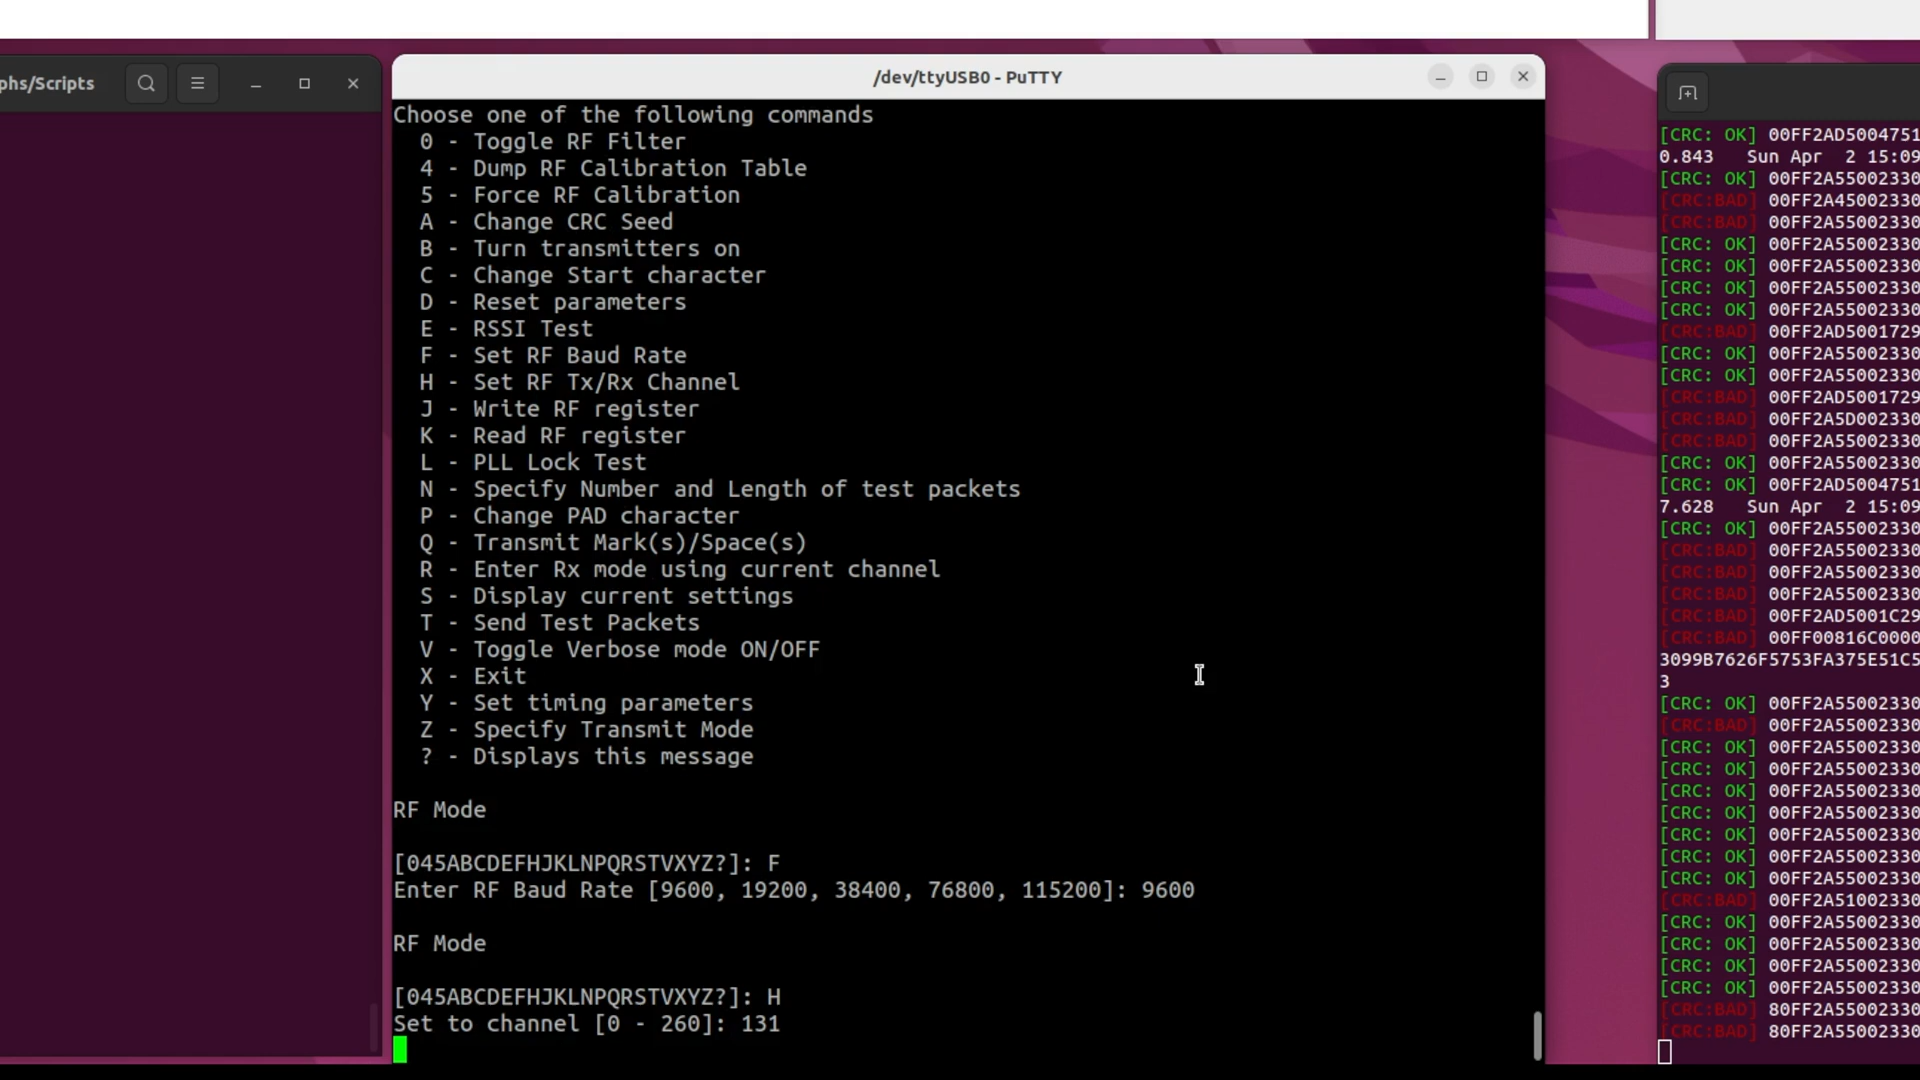 phs/Scripts
/dev/ttyUSB0 - PuTTY
Choose one of the following commands
0 - Toggle RF Filter
4 - Dump RF Calibration Table
5 - Force RF Calibration
A - Change CRC Seed
B - Turn transmitters on
C - Change Start character
D - Reset parameters
E - RSSI Test
F - Set RF Baud Rate
H - Set RF Tx/Rx Channel
J - Write RF register
K - Read RF register
L - PLL Lock Test
N - Specify Number and Length of test packets
P - Change PAD character
Q - Transmit Mark(s)/Space(s)
R - Enter Rx mode using current channel
S - Display current settings
T - Send Test Packets
V - Toggle Verbose mode ON/OFF
X - Exit
Y - Set timing parameters
Z - Specify Transmit Mode
? - Displays this message
RF Mode
[045ABCDEFHJKLNPQRSTVXYZ?]: F
Enter RF Baud Rate [9600, 19200, 38400, 76800, 115200]: 9600
RF Mode
[045ABCDEFHJKLNPQRSTVXYZ?]: H
Set to channel [0 - 260]: 131
[CRC: OK] 00FF2AD5004751
0.843 Sun Apr 2 15:09
[CRC: OK] 00FF2A55002330
[CRC:BAD] 00FF2A45002330
[CRC:BAD] 00FF2A55002330
[CRC: OK] 00FF2A55002330
[CRC: OK] 00FF2A55002330
[CRC: OK] 00FF2A55002330
[CRC: OK] 00FF2A55002330
[CRC:BAD] 00FF2AD5001729
[CRC: OK] 00FF2A55002330
[CRC: OK] 00FF2A55002330
[CRC:BAD] 00FF2AD5001729
[CRC:BAD] 00FF2A5D002330
[CRC:BAD] 00FF2A55002330
[CRC: OK] 00FF2A55002330
[CRC: OK] 00FF2AD5004751
7.628 Sun Apr 2 15:09
[CRC: OK] 00FF2A55002330
[CRC:BAD] 00FF2A55002330
[CRC:BAD] 00FF2A55002330
[CRC:BAD] 00FF2A55002330
[CRC:BAD] 00FF2AD5001C29
[CRC:BAD] 00FF00816C0000
3099B7626F5753FA375E51C5
3
[CRC: OK] 00FF2A55002330
[CRC:BAD] 00FF2A55002330
[CRC: OK] 00FF2A55002330
[CRC: OK] 00FF2A55002330
[CRC: OK] 00FF2A55002330
[CRC: OK] 00FF2A55002330
[CRC: OK] 00FF2A55002330
[CRC: OK] 00FF2A55002330
[CRC: OK] 00FF2A55002330
[CRC:BAD] 00FF2A51002330
[CRC: OK] 00FF2A55002330
[CRC: OK] 00FF2A55002330
[CRC: OK] 00FF2A55002330
[CRC: OK] 00FF2A55002330
[CRC:BAD] 80FF2A55002330
[CRC:BAD] 80FF2A55002330